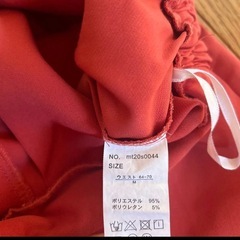 NO. mt20s0044
SIZE
ウエスト 64-70
M
ポリエステル 95%
ポリウレタン 5%